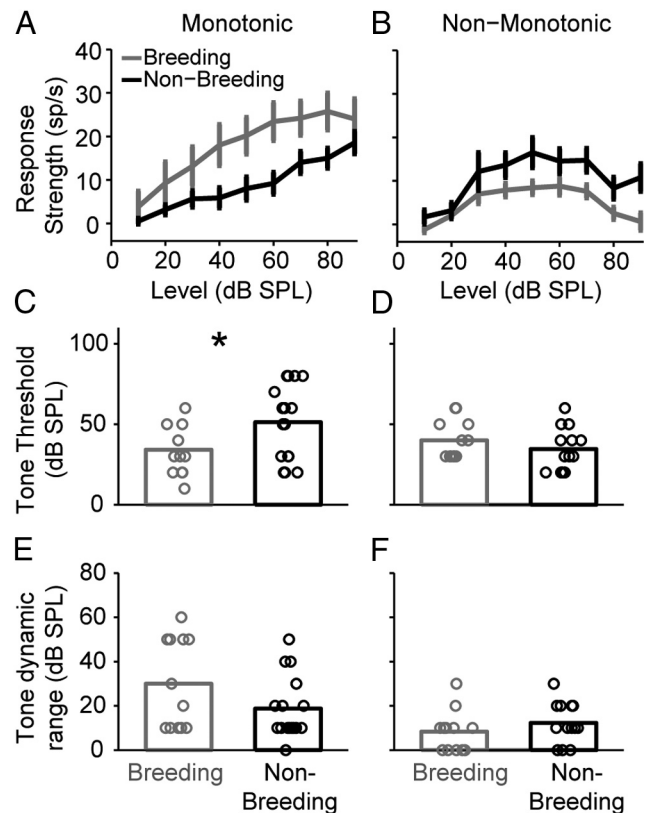 A
Monotonic
B
Non−Monotonic
Response
Strength (sp/s)
40
30
20
10
0
Breeding
Non−Breeding
0 20 40 60 80
0 20 40 60 80
Level (dB SPL)
Level (dB SPL)
C
D
Tone Threshold
(dB SPL)
100
50
0
*
E
F
Tone dynamic
range (dB SPL)
80
60
40
20
0
Breeding
Non-
Breeding
Breeding
Non-
Breeding